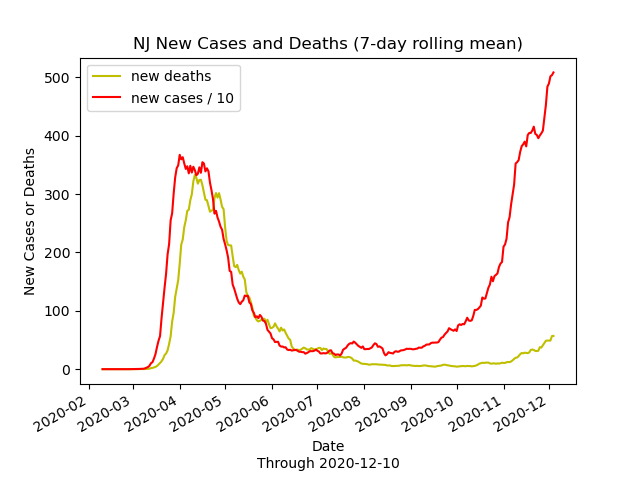 NJ New Cases and Deaths (7-day rolling mean)
new deaths
new cases / 10
500
400
300
200
100
0
New Cases or Deaths
2020-02
2020-03
2020-04
2020-05
2020-06
2020-07
2020-08
2020-09
2020-10
2020-11
2020-12
Date
Through 2020-12-10